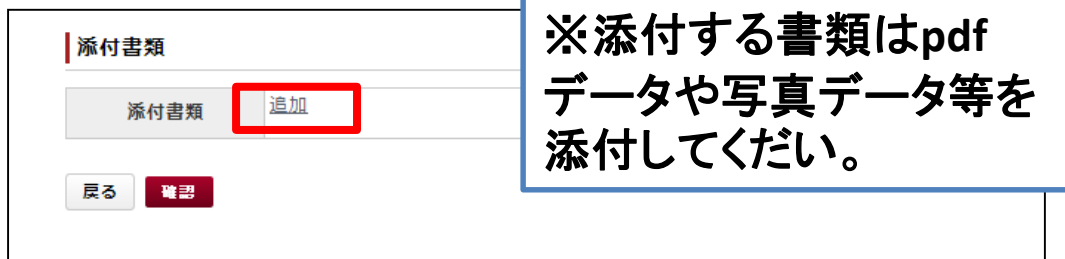 添付書類
添付書類
追加
戻る
確認
※添付する書類はpdf
データや写真データ等を
添付してくだい。